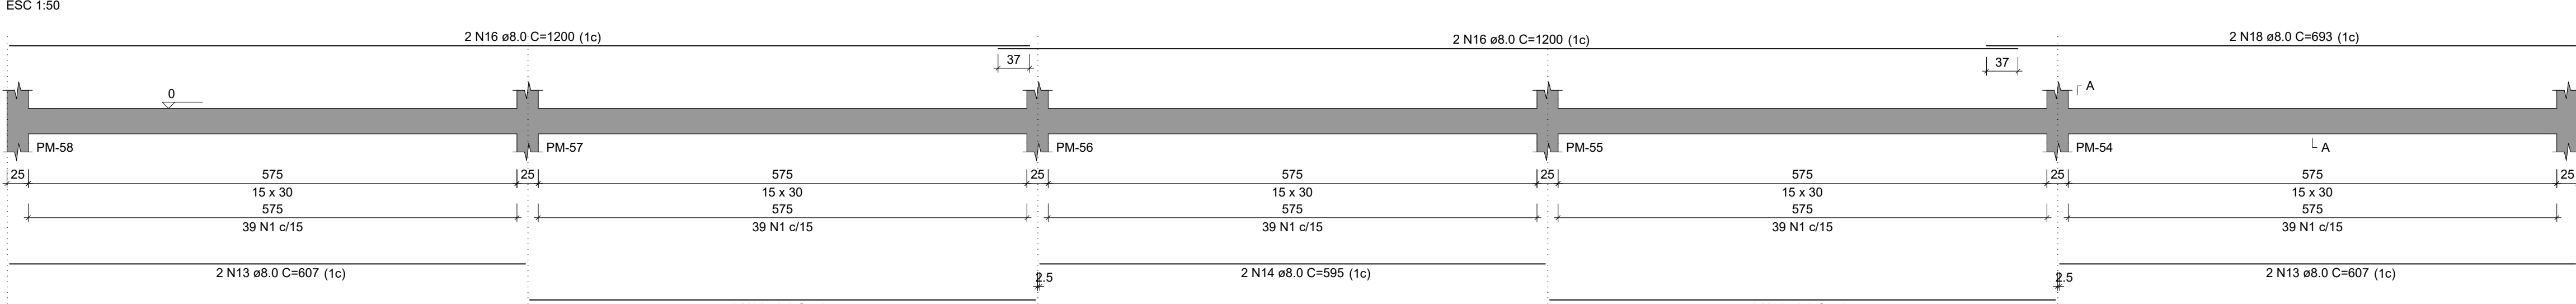 ESC 1:50
2 N16 ø8.0 C=1200 (1c) 2 N16 ø8.0 C=1200 (1c) 2 N18 ø8.0 C=693 (1c)
37 37
0 A
PM-58 PM-57 PM-56 PM-55 PM-54 A
25 575 25 575 25 575 25 575 25 575 25
15 x 30 15 x 30 15 x 30 15 x 30 15 x 30
575 575 575 575 575
39 N1 c/15 39 N1 c/15 39 N1 c/15 39 N1 c/15 39 N1 c/15
2 N13 ø8.0 C=607 (1c) 2 N14 ø8.0 C=595 (1c) 2 N13 ø8.0 C=607 (1c)
2.5 2.5